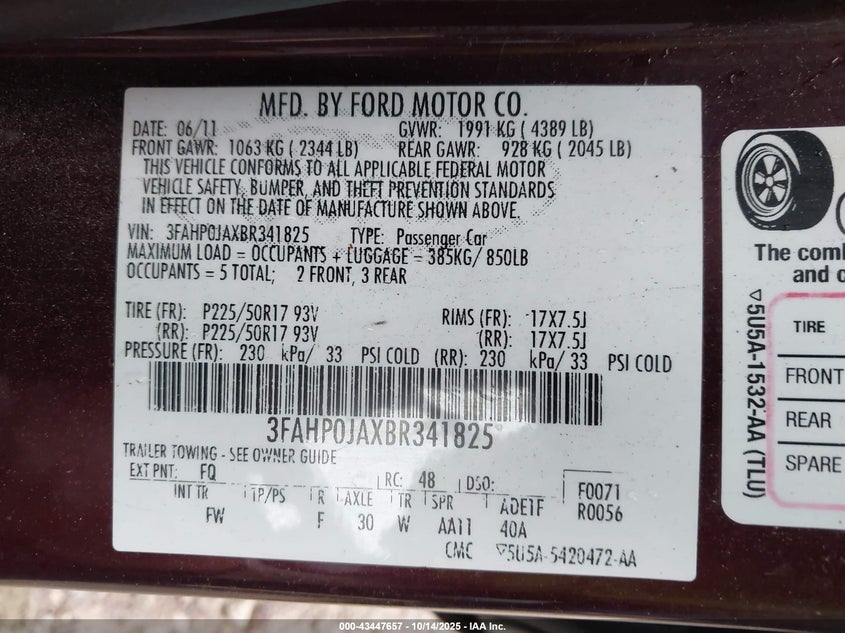 MFD. BY FORD MOTOR CO.
DATE: 06/11 GVWR: 1991 KG ( 4389 LB)
FRONT GAWR: 1063 KG ( 2344 LB) REAR GAWR: 928 KG ( 2045 LB)
THIS VEHICLE CONFORMS TO ALL APPLICABLE FEDERAL MOTOR
VEHICLE SAFETY, BUMPER, AND THEFT PREVENTION STANDARDS
IN EFFECT ON THE DATE OF MANUFACTURE SHOWN ABOVE.
VIN: 3FAHP0JAXBR341825 TYPE: Passenger Car
MAXIMUM LOAD = OCCUPANTS + LUGGAGE = 385KG/ 850LB
OCCUPANTS = 5 TOTAL; 2 FRONT, 3 REAR
TIRE (FR): P225/50R17 93V RIMS (FR): 17X7.5J
(RR): P225/50R17 93V (RR): 17X7.5J
PRESSURE (FR): 230 kPa/ 33 PSI COLD (RR): 230 kPa/ 33 PSI COLD
3FAHP0JAXBR341825
TRAILER TOWING - SEE OWNER GUIDE
EXT PNT: FQ RC: 48 DSO: F0071
INT TR TP/PS R AXLE TR SPR ADE1F R0056
FW F 30 W AA11 40A
CMC ▽5U5A-5420472-AA
The comb
and c
▽5U5A-1532-AA (TLU)
TIRE
FRONT
REAR
SPARE
000-43447657 - 10/14/2025 - © IAA Inc.